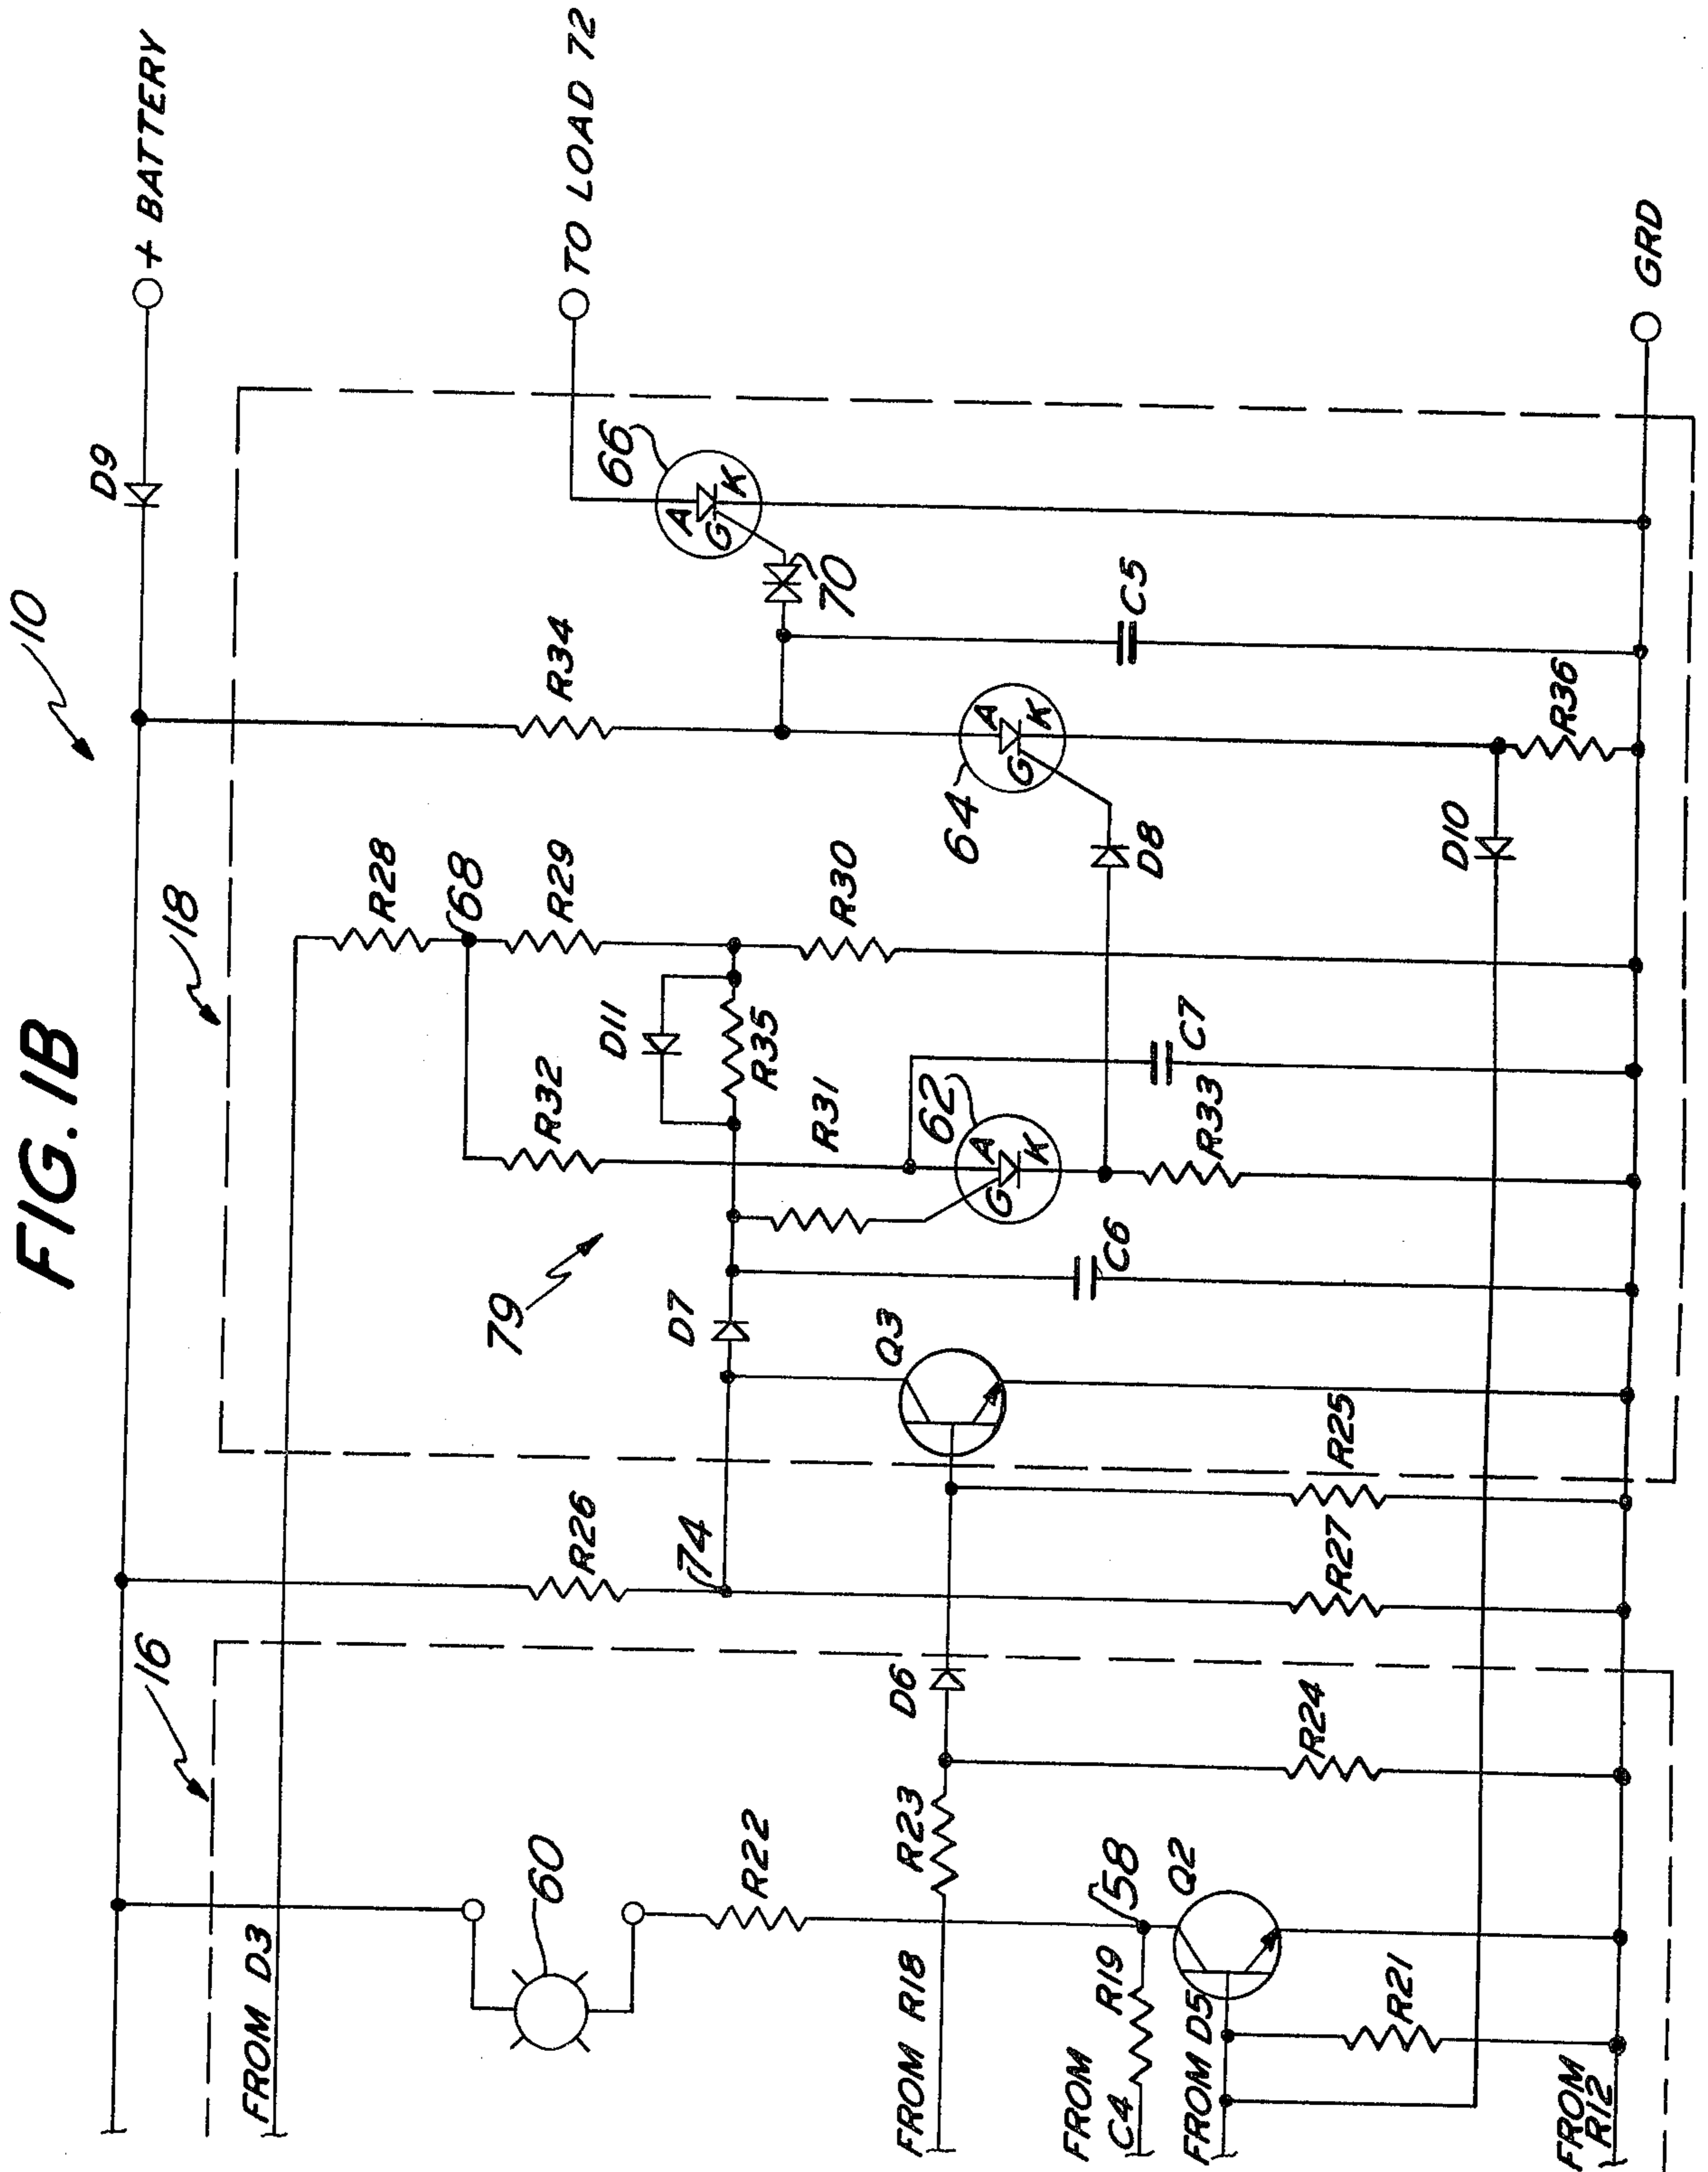 FIG. 1B
10
+ BATTERY
D9
TO LOAD 72
16
18
FROM D3
R28
68
R29
R34
66
A
G
K
70
60
R22
R26
74
D7
79
R32
D11
R35
R31
R30
62
A
G
K
64
A
G
K
D8
C5
FROM R18
R23
D6
Q3
C6
C7
R33
FROM C4
R19
58
Q2
FROM D5
R21
R24
R27
R25
D10
R36
FROM R12
GRD